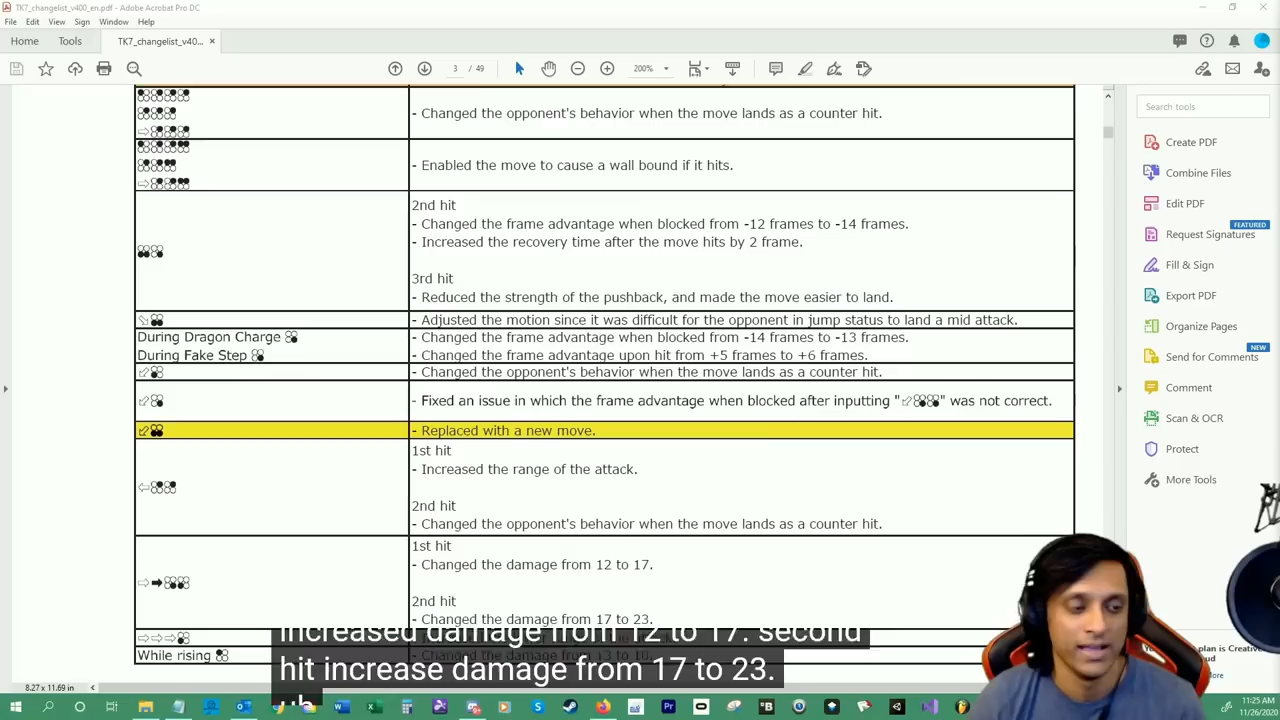 TK7_changelist_v400_en.pdf - Adobe Acrobat Pro DC
File Edit View Sign Window Help
Home Tools TK7_changelist_v40... ×
3 / 49 200%
- Changed the opponent's behavior when the move lands as a counter hit.
- Enabled the move to cause a wall bound if it hits.
2nd hit
- Changed the frame advantage when blocked from -12 frames to -14 frames.
- Increased the recovery time after the move hits by 2 frame.
3rd hit
- Reduced the strength of the pushback, and made the move easier to land.
- Adjusted the motion since it was difficult for the opponent in jump status to land a mid attack.
During Dragon Charge
- Changed the frame advantage when blocked from -14 frames to -13 frames.
During Fake Step
- Changed the frame advantage upon hit from +5 frames to +6 frames.
- Changed the opponent's behavior when the move lands as a counter hit.
- Fixed an issue in which the frame advantage when blocked after inputting "↙" was not correct.
- Replaced with a new move.
1st hit
- Increased the range of the attack.
2nd hit
- Changed the opponent's behavior when the move lands as a counter hit.
1st hit
- Changed the damage from 12 to 17.
2nd hit
- Changed the damage from 17 to 23.
While rising
increased damage from 12 to 17. second
hit increase damage from 17 to 23.
uh
8.27 x 11.69 in
Search tools
Create PDF
Combine Files
Edit PDF
FEATURED
Request Signatures
Fill & Sign
Export PDF
Organize Pages
NEW
Send for Comments
Comment
Scan & OCR
Protect
More Tools
plan is Creative
oud
ore
11:25 AM
11/26/2020